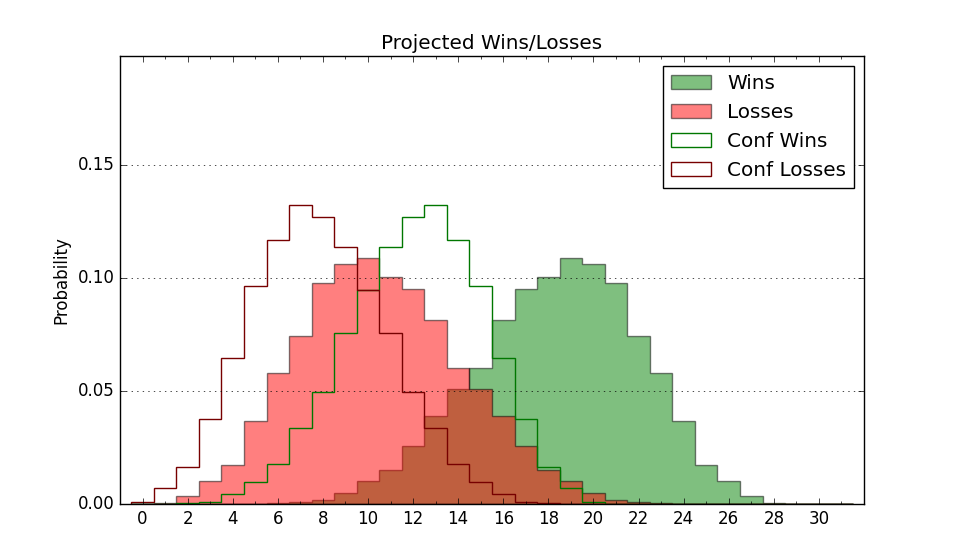 Projected Wins/Losses
Wins
Losses
Conf Wins
Conf Losses
Probability
0.15
0.10
0.05
0.00
0 2 4 6 8 10 12 14 16 18 20 22 24 26 28 30